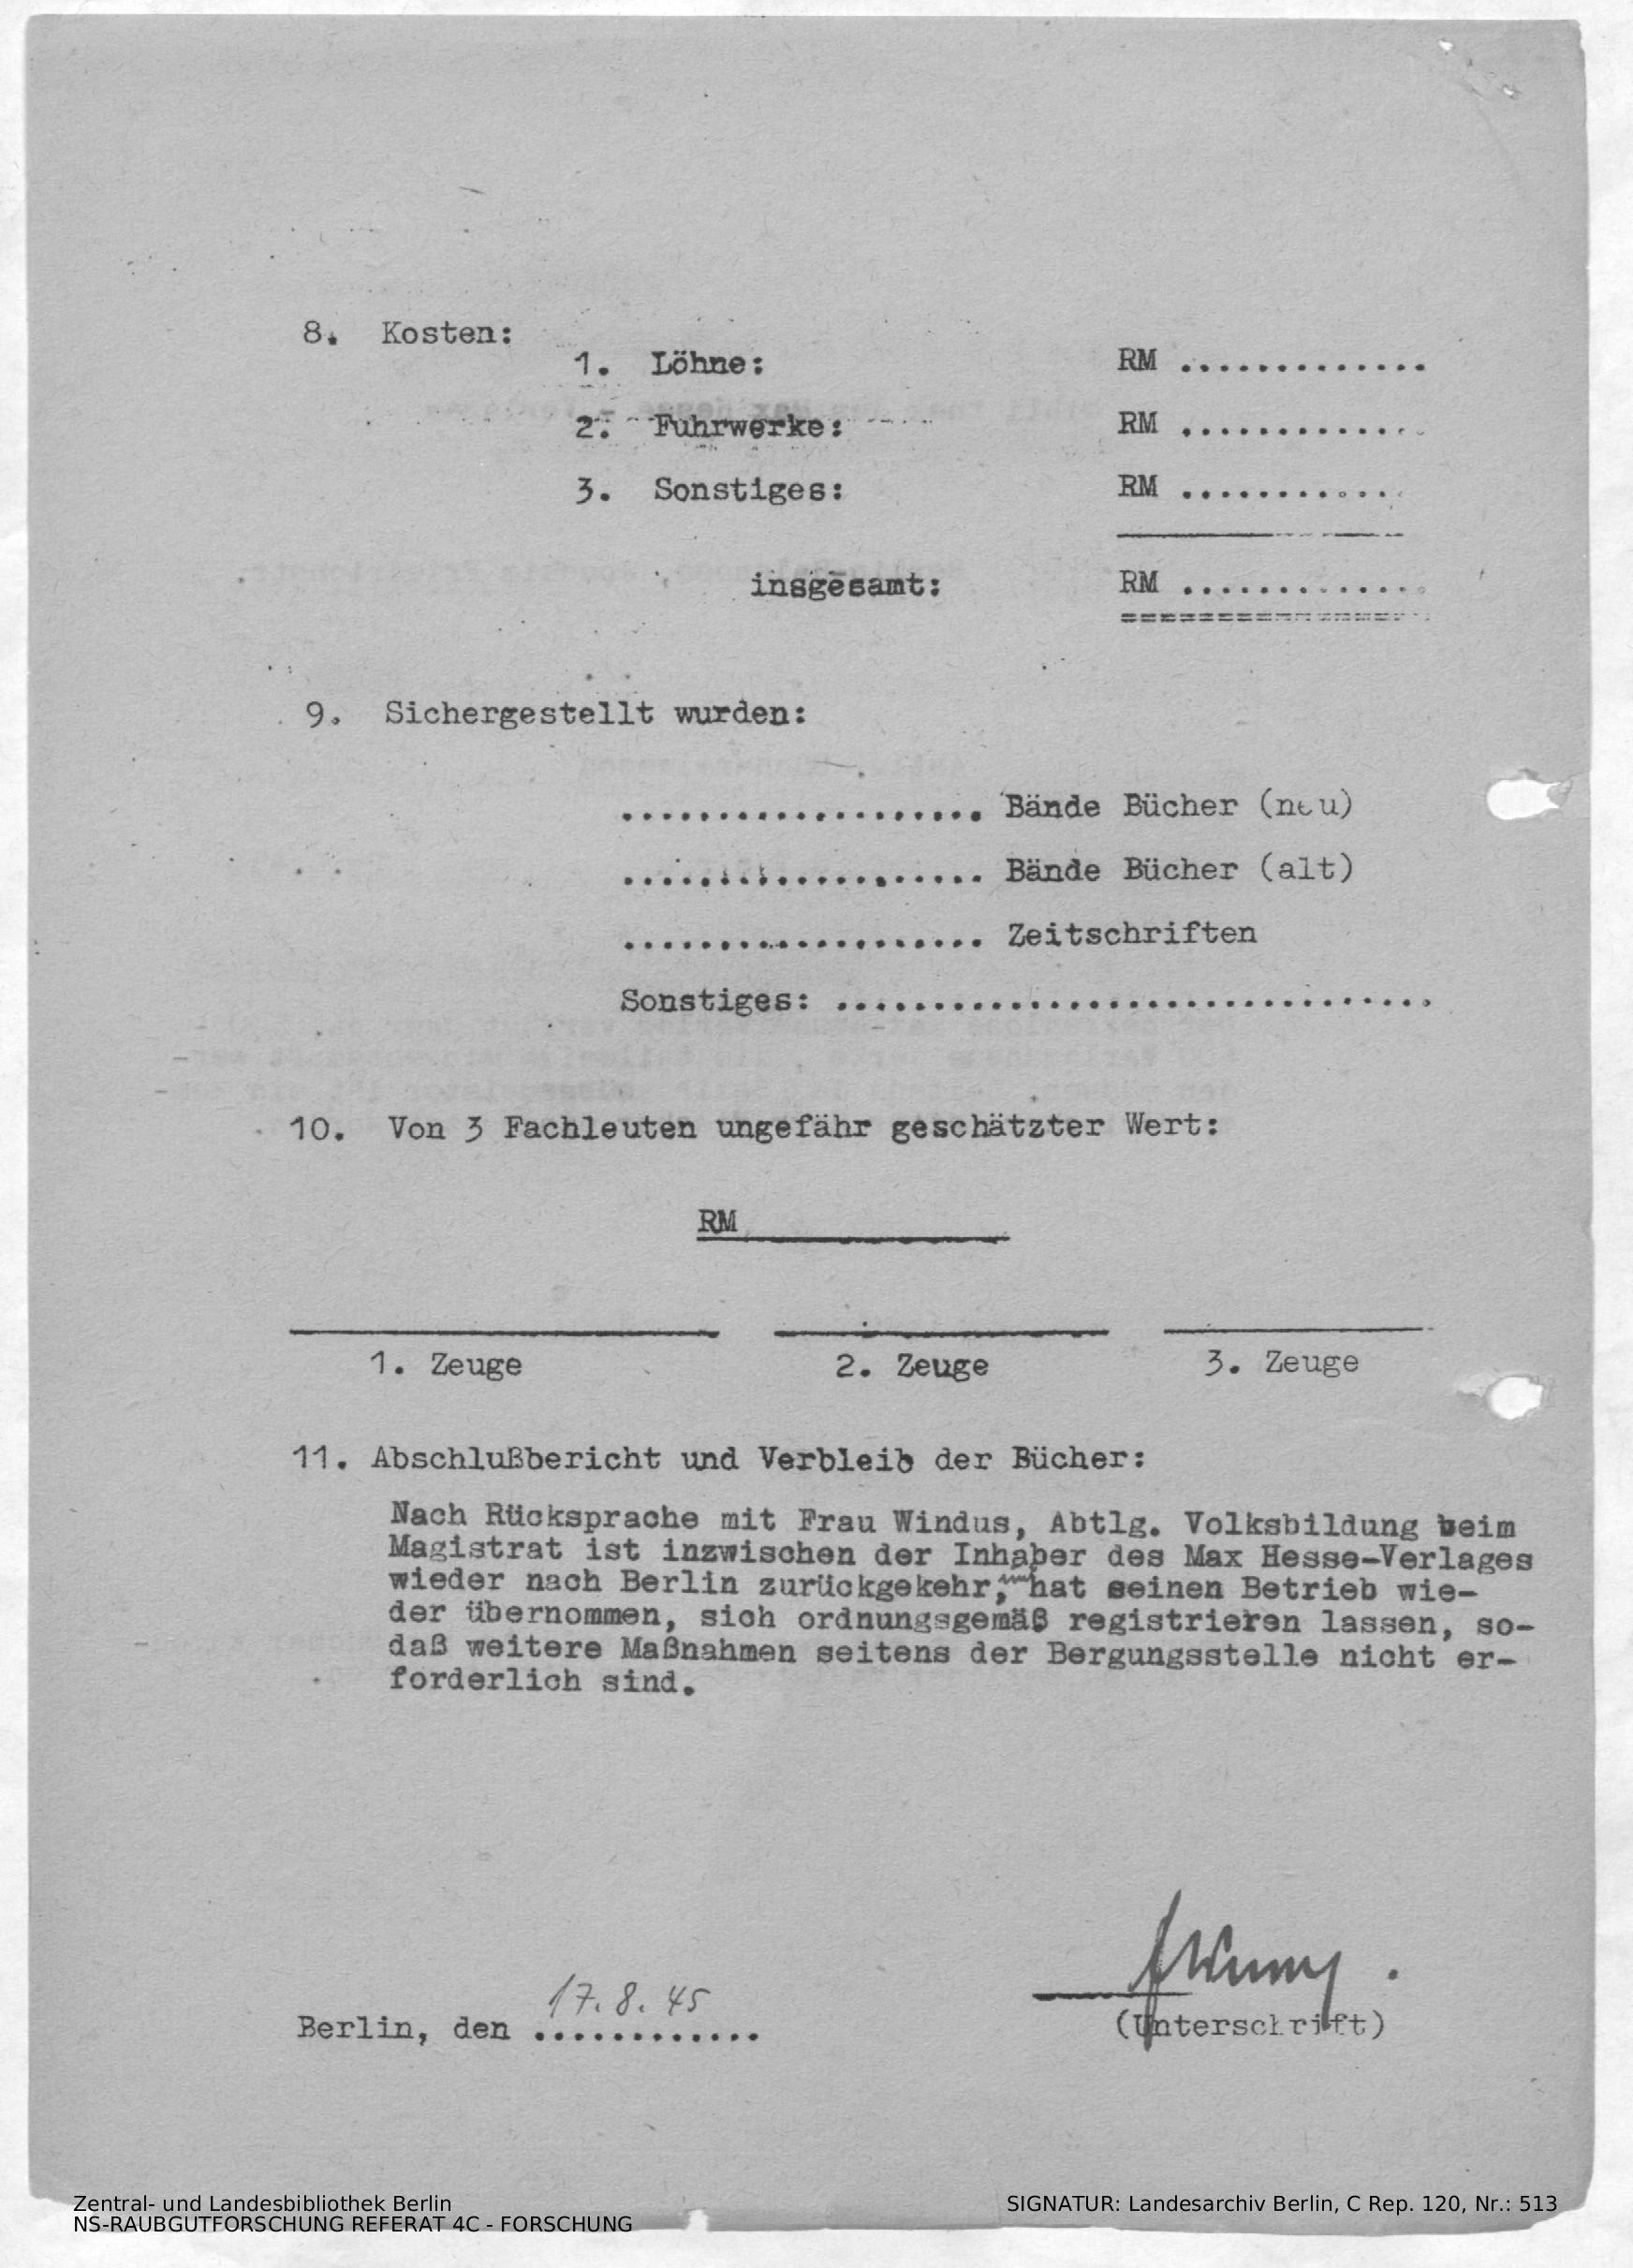 8. Kosten:
1. Löhne: RM .............
2. Fuhrwerke: RM .............
3. Sonstiges: RM ............
insgesamt: RM .............
================
9. Sichergestellt wurden:
................... Bände Bücher (neu)
................... Bände Bücher (alt)
................... Zeitschriften
Sonstiges: ...............................
10. Von 3 Fachleuten ungefähr geschätzter Wert:
RM
1. Zeuge 2. Zeuge 3. Zeuge
11. Abschlußbericht und Verbleib der Bücher:
Nach Rücksprache mit Frau Windus, Abtlg. Volksbildung beim
Magistrat ist inzwischen der Inhaber des Max Hesse-Verlages
wieder nach Berlin zurückgekehr, hat seinen Betrieb wie-
der übernommen, sich ordnungsgemäß registrieren lassen, so-
daß weitere Maßnahmen seitens der Bergungsstelle nicht er-
forderlich sind.
Berlin, den 17.8.45 ............
(Unterschrift)
Zentral- und Landesbibliothek Berlin
NS-RAUBGUTFORSCHUNG REFERAT 4C - FORSCHUNG
SIGNATUR: Landesarchiv Berlin, C Rep. 120, Nr.: 513